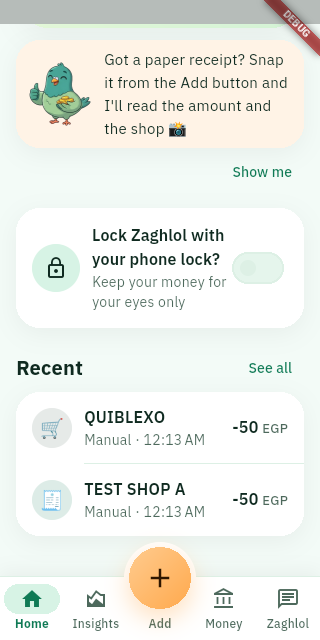 DEBUG
Got a paper receipt? Snap
it from the Add button and
I'll read the amount and
the shop 📸
Show me
Lock Zaghlol with
your phone lock?
Keep your money for
your eyes only
Recent
See all
QUIBLEXO
Manual · 12:13 AM
-50 EGP
TEST SHOP A
Manual · 12:13 AM
-50 EGP
Home
Insights
Add
Money
Zaghlol